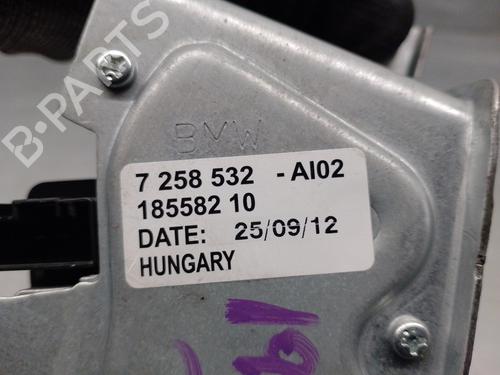 B-PARTS
BMW
7 258 532 - AI02
185582 10
DATE: 25/09/12
HUNGARY